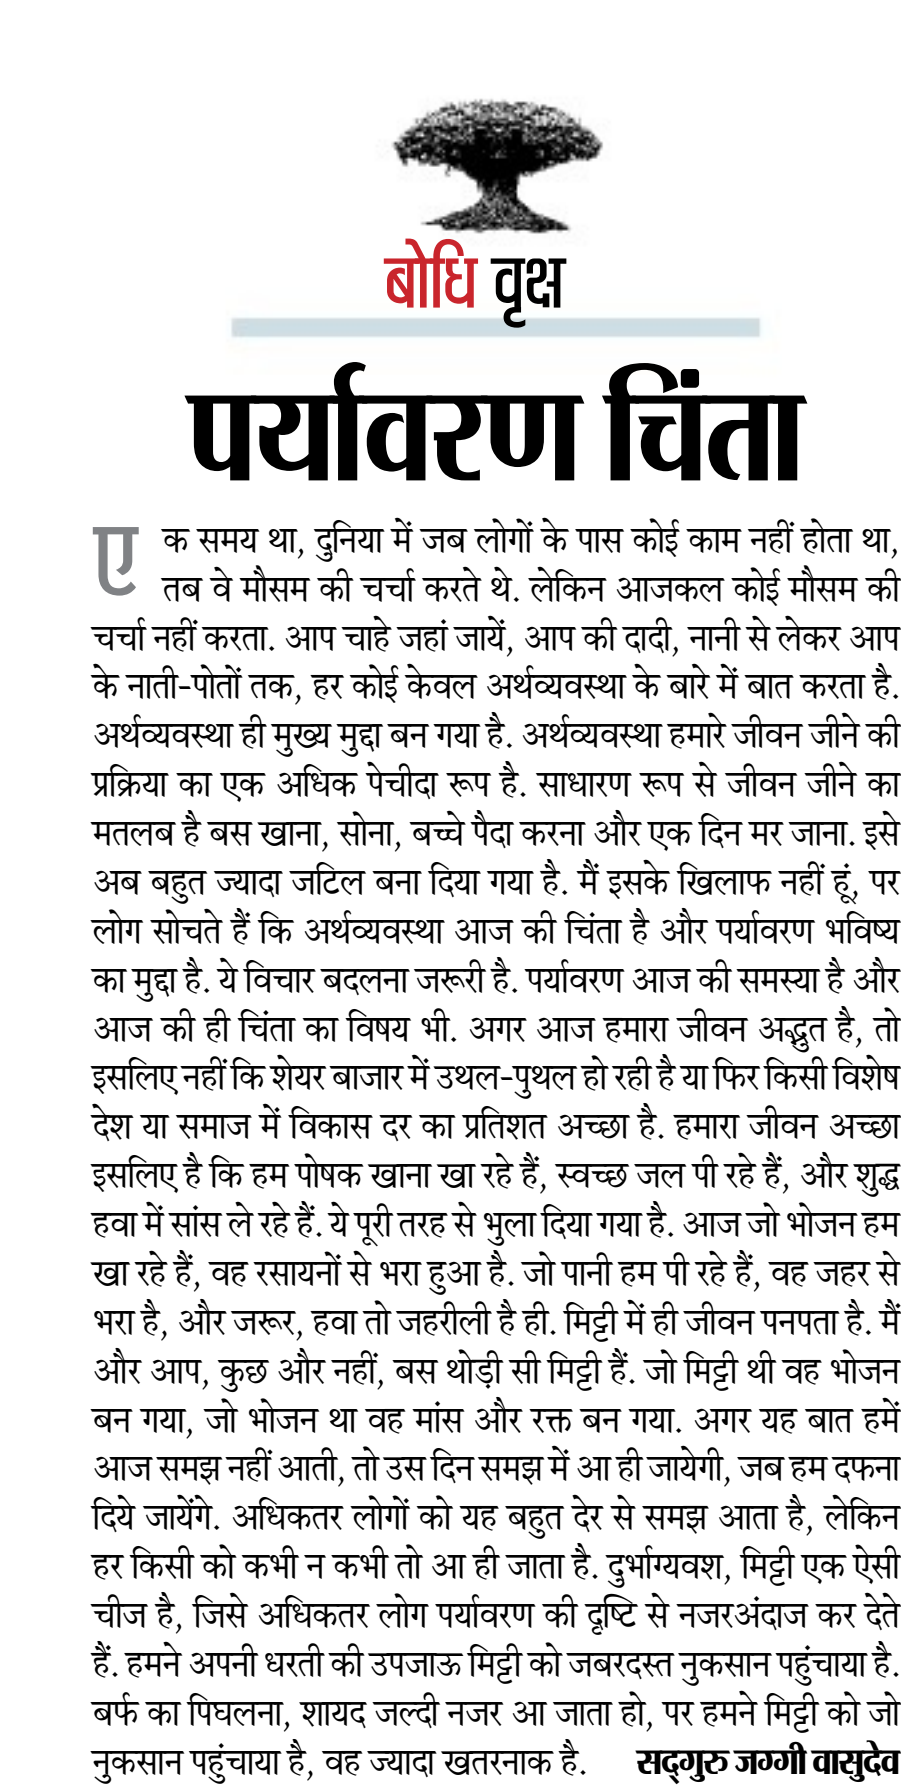 बोधि वृक्ष
पर्यावरण चिंता
एक समय था, दुनिया में जब लोगों के पास कोई काम नहीं होता था,
तब वे मौसम की चर्चा करते थे. लेकिन आजकल कोई मौसम की
चर्चा नहीं करता. आप चाहे जहां जायें, आप की दादी, नानी से लेकर आप
के नाती-पोतों तक, हर कोई केवल अर्थव्यवस्था के बारे में बात करता है.
अर्थव्यवस्था ही मुख्य मुद्दा बन गया है. अर्थव्यवस्था हमारे जीवन जीने की
प्रक्रिया का एक अधिक पेचीदा रूप है. साधारण रूप से जीवन जीने का
मतलब है बस खाना, सोना, बच्चे पैदा करना और एक दिन मर जाना. इसे
अब बहुत ज्यादा जटिल बना दिया गया है. मैं इसके खिलाफ नहीं हूं, पर
लोग सोचते हैं कि अर्थव्यवस्था आज की चिंता है और पर्यावरण भविष्य
का मुद्दा है. ये विचार बदलना जरूरी है. पर्यावरण आज की समस्या है और
आज की ही चिंता का विषय भी. अगर आज हमारा जीवन अद्भुत है, तो
इसलिए नहीं कि शेयर बाजार में उथल-पुथल हो रही है या फिर किसी विशेष
देश या समाज में विकास दर का प्रतिशत अच्छा है. हमारा जीवन अच्छा
इसलिए है कि हम पोषक खाना खा रहे हैं, स्वच्छ जल पी रहे हैं, और शुद्ध
हवा में सांस ले रहे हैं. ये पूरी तरह से भुला दिया गया है. आज जो भोजन हम
खा रहे हैं, वह रसायनों से भरा हुआ है. जो पानी हम पी रहे हैं, वह जहर से
भरा है, और जरूर, हवा तो जहरीली है ही. मिट्टी में ही जीवन पनपता है. मैं
और आप, कुछ और नहीं, बस थोड़ी सी मिट्टी हैं. जो मिट्टी थी वह भोजन
बन गया, जो भोजन था वह मांस और रक्त बन गया. अगर यह बात हमें
आज समझ नहीं आती, तो उस दिन समझ में आ ही जायेगी, जब हम दफना
दिये जायेंगे. अधिकतर लोगों को यह बहुत देर से समझ आता है, लेकिन
हर किसी को कभी न कभी तो आ ही जाता है. दुर्भाग्यवश, मिट्टी एक ऐसी
चीज है, जिसे अधिकतर लोग पर्यावरण की दृष्टि से नजरअंदाज कर देते
हैं. हमने अपनी धरती की उपजाऊ मिट्टी को जबरदस्त नुकसान पहुंचाया है.
बर्फ का पिघलना, शायद जल्दी नजर आ जाता हो, पर हमने मिट्टी को जो
नुकसान पहुंचाया है, वह ज्यादा खतरनाक है. सद्‌गुरु जग्गी वासुदेव